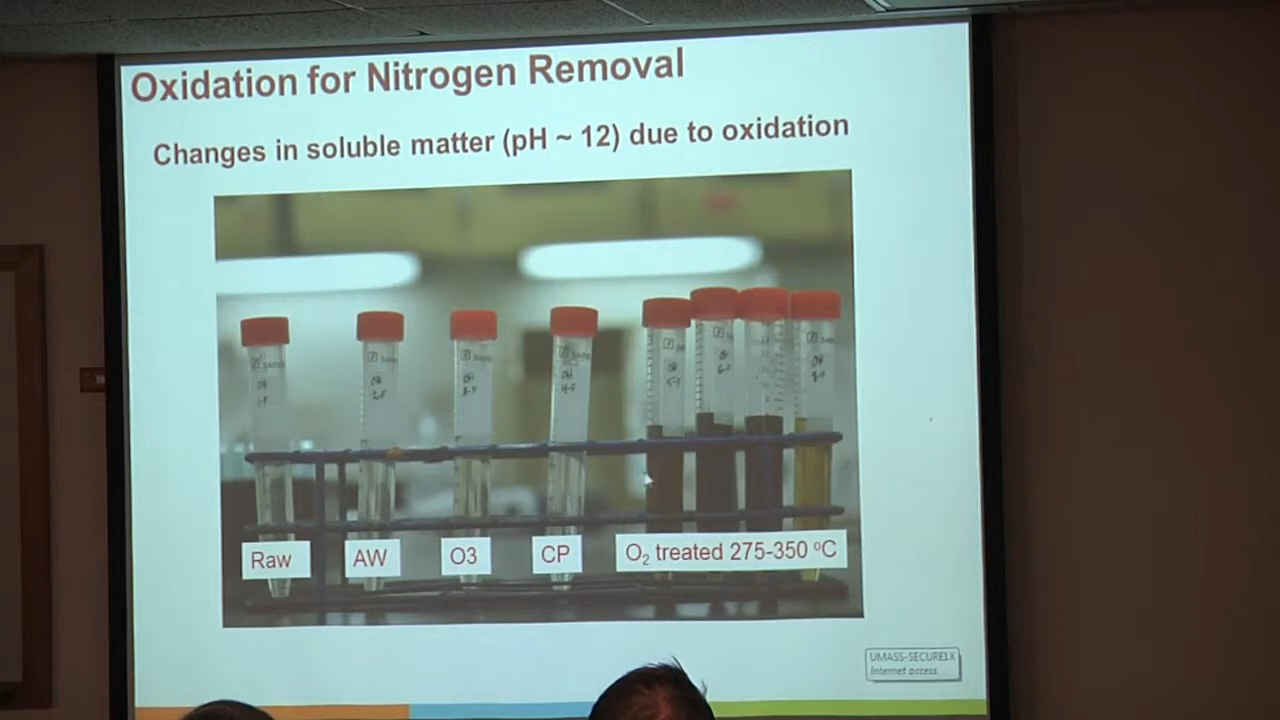 Oxidation for Nitrogen Removal
Changes in soluble matter (pH ~ 12) due to oxidation
Raw
AW
O3
CP
O₂ treated 275-350 ºC
UMASS-SECURE1X
Internet access